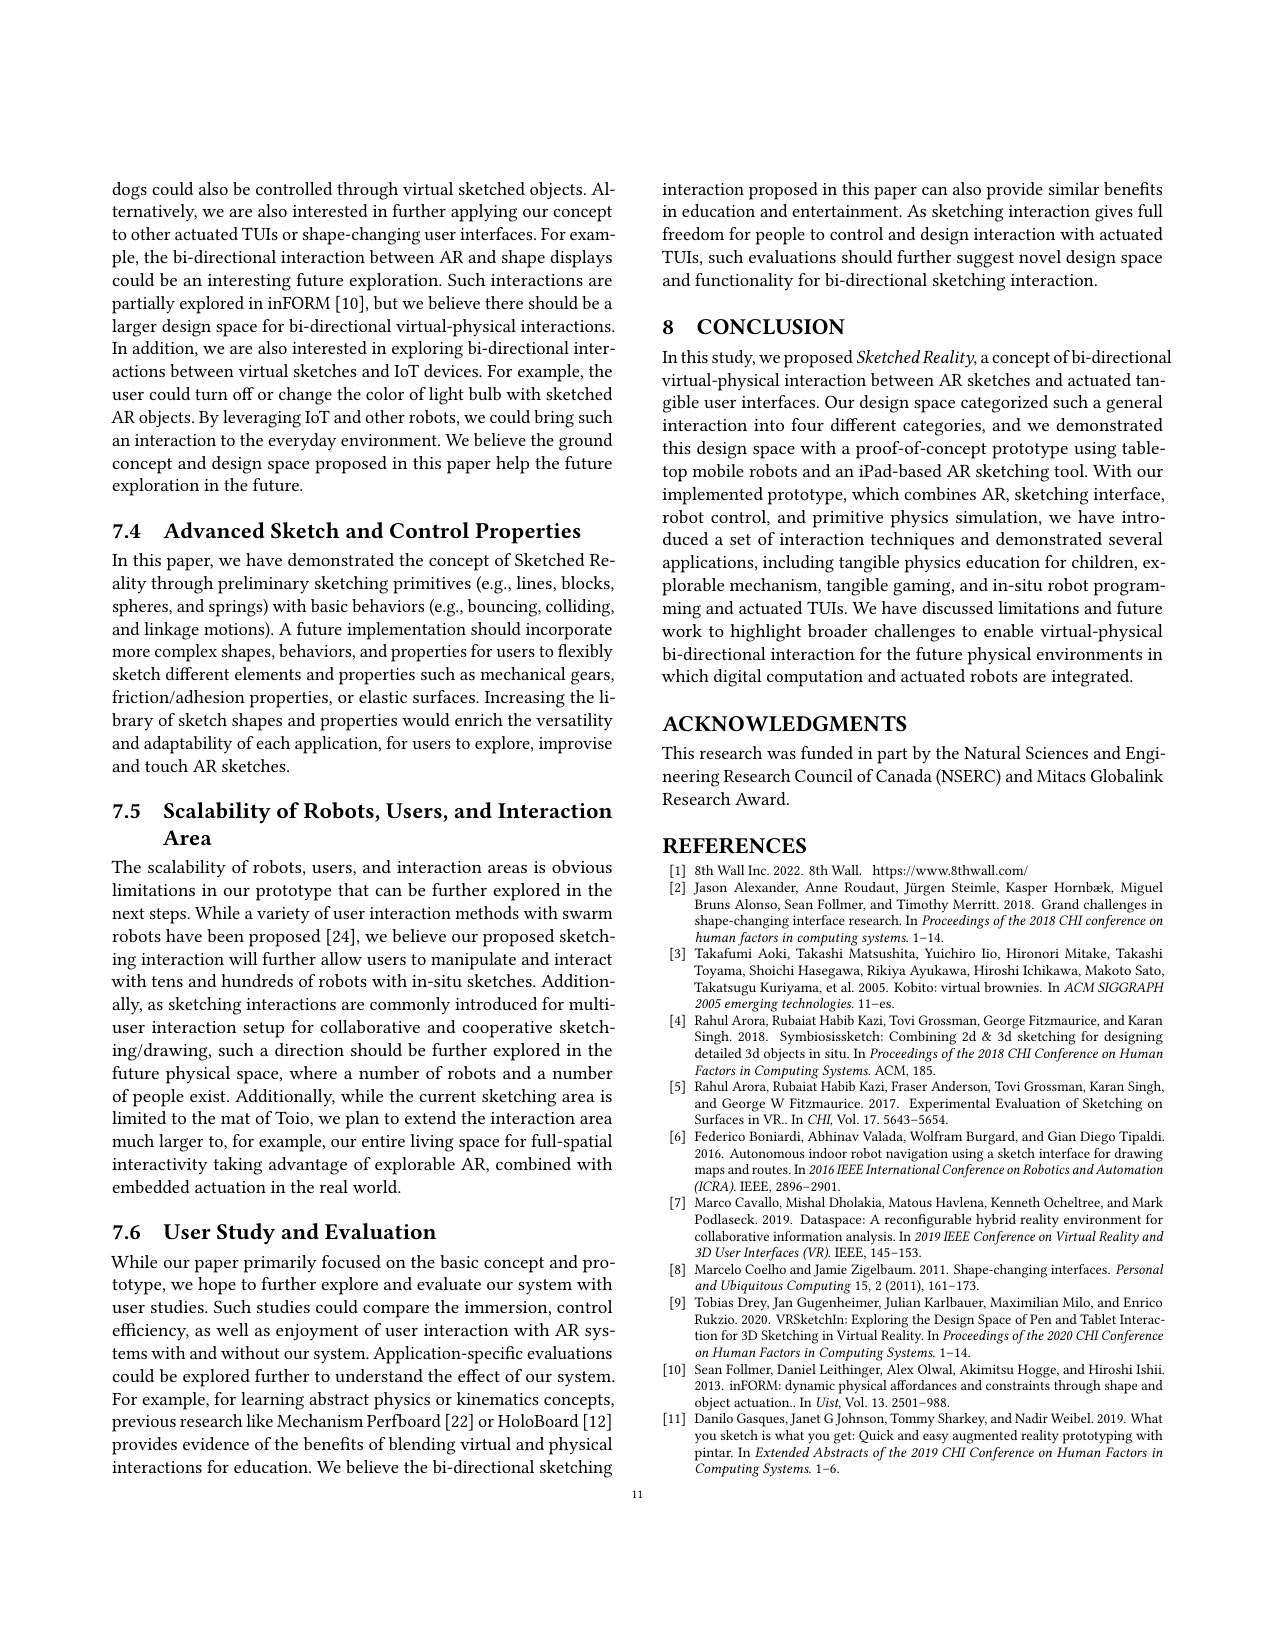 dogs could also be controlled through virtual sketched objects. Al-
ternatively, we are also interested in further applying our concept
to other actuated TUIs or shape-changing user interfaces. For exam-
ple, the bi-directional interaction between AR and shape displays
could be an interesting future exploration. Such interactions are
partially explored in inFORM [10], but we believe there should be a
larger design space for bi-directional virtual-physical interactions.
In addition, we are also interested in exploring bi-directional inter-
actions between virtual sketches and IoT devices. For example, the
user could turn off or change the color of light bulb with sketched
AR objects. By leveraging IoT and other robots, we could bring such
an interaction to the everyday environment. We believe the ground
concept and design space proposed in this paper help the future
exploration in the future.
7.4 Advanced Sketch and Control Properties
In this paper, we have demonstrated the concept of Sketched Re-
ality through preliminary sketching primitives (e.g., lines, blocks,
spheres, and springs) with basic behaviors (e.g., bouncing, colliding,
and linkage motions). A future implementation should incorporate
more complex shapes, behaviors, and properties for users to flexibly
sketch different elements and properties such as mechanical gears,
friction/adhesion properties, or elastic surfaces. Increasing the li-
brary of sketch shapes and properties would enrich the versatility
and adaptability of each application, for users to explore, improvise
and touch AR sketches.
7.5 Scalability of Robots, Users, and Interaction
Area
The scalability of robots, users, and interaction areas is obvious
limitations in our prototype that can be further explored in the
next steps. While a variety of user interaction methods with swarm
robots have been proposed [24], we believe our proposed sketch-
ing interaction will further allow users to manipulate and interact
with tens and hundreds of robots with in-situ sketches. Addition-
ally, as sketching interactions are commonly introduced for multi-
user interaction setup for collaborative and cooperative sketch-
ing/drawing, such a direction should be further explored in the
future physical space, where a number of robots and a number
of people exist. Additionally, while the current sketching area is
limited to the mat of Toio, we plan to extend the interaction area
much larger to, for example, our entire living space for full-spatial
interactivity taking advantage of explorable AR, combined with
embedded actuation in the real world.
7.6 User Study and Evaluation
While our paper primarily focused on the basic concept and pro-
totype, we hope to further explore and evaluate our system with
user studies. Such studies could compare the immersion, control
efficiency, as well as enjoyment of user interaction with AR sys-
tems with and without our system. Application-specific evaluations
could be explored further to understand the effect of our system.
For example, for learning abstract physics or kinematics concepts,
previous research like Mechanism Perfboard [22] or HoloBoard [12]
provides evidence of the benefits of blending virtual and physical
interactions for education. We believe the bi-directional sketching
interaction proposed in this paper can also provide similar benefits
in education and entertainment. As sketching interaction gives full
freedom for people to control and design interaction with actuated
TUIs, such evaluations should further suggest novel design space
and functionality for bi-directional sketching interaction.
8 CONCLUSION
In this study, we proposed Sketched Reality, a concept of bi-directional
virtual-physical interaction between AR sketches and actuated tan-
gible user interfaces. Our design space categorized such a general
interaction into four different categories, and we demonstrated
this design space with a proof-of-concept prototype using table-
top mobile robots and an iPad-based AR sketching tool. With our
implemented prototype, which combines AR, sketching interface,
robot control, and primitive physics simulation, we have intro-
duced a set of interaction techniques and demonstrated several
applications, including tangible physics education for children, ex-
plorable mechanism, tangible gaming, and in-situ robot program-
ming and actuated TUIs. We have discussed limitations and future
work to highlight broader challenges to enable virtual-physical
bi-directional interaction for the future physical environments in
which digital computation and actuated robots are integrated.
ACKNOWLEDGMENTS
This research was funded in part by the Natural Sciences and Engi-
neering Research Council of Canada (NSERC) and Mitacs Globalink
Research Award.
REFERENCES
[1] 8th Wall Inc. 2022. 8th Wall. https://www.8thwall.com/
[2] Jason Alexander, Anne Roudaut, Jürgen Steimle, Kasper Hornbæk, Miguel
Bruns Alonso, Sean Follmer, and Timothy Merritt. 2018. Grand challenges in
shape-changing interface research. In Proceedings of the 2018 CHI conference on
human factors in computing systems. 1–14.
[3] Takafumi Aoki, Takashi Matsushita, Yuichiro Iio, Hironori Mitake, Takashi
Toyama, Shoichi Hasegawa, Rikiya Ayukawa, Hiroshi Ichikawa, Makoto Sato,
Takatsugu Kuriyama, et al. 2005. Kobito: virtual brownies. In ACM SIGGRAPH
2005 emerging technologies. 11–es.
[4] Rahul Arora, Rubaiat Habib Kazi, Tovi Grossman, George Fitzmaurice, and Karan
Singh. 2018. Symbiosissketch: Combining 2d & 3d sketching for designing
detailed 3d objects in situ. In Proceedings of the 2018 CHI Conference on Human
Factors in Computing Systems. ACM, 185.
[5] Rahul Arora, Rubaiat Habib Kazi, Fraser Anderson, Tovi Grossman, Karan Singh,
and George W Fitzmaurice. 2017. Experimental Evaluation of Sketching on
Surfaces in VR.. In CHI, Vol. 17. 5643–5654.
[6] Federico Boniardi, Abhinav Valada, Wolfram Burgard, and Gian Diego Tipaldi.
2016. Autonomous indoor robot navigation using a sketch interface for drawing
maps and routes. In 2016 IEEE International Conference on Robotics and Automation
(ICRA). IEEE, 2896–2901.
[7] Marco Cavallo, Mishal Dholakia, Matous Havlena, Kenneth Ocheltree, and Mark
Podlaseck. 2019. Dataspace: A reconfigurable hybrid reality environment for
collaborative information analysis. In 2019 IEEE Conference on Virtual Reality and
3D User Interfaces (VR). IEEE, 145–153.
[8] Marcelo Coelho and Jamie Zigelbaum. 2011. Shape-changing interfaces. Personal
and Ubiquitous Computing 15, 2 (2011), 161–173.
[9] Tobias Drey, Jan Gugenheimer, Julian Karlbauer, Maximilian Milo, and Enrico
Rukzio. 2020. VRSketchIn: Exploring the Design Space of Pen and Tablet Interac-
tion for 3D Sketching in Virtual Reality. In Proceedings of the 2020 CHI Conference
on Human Factors in Computing Systems. 1–14.
[10] Sean Follmer, Daniel Leithinger, Alex Olwal, Akimitsu Hogge, and Hiroshi Ishii.
2013. inFORM: dynamic physical affordances and constraints through shape and
object actuation.. In Uist, Vol. 13. 2501–988.
[11] Danilo Gasques, Janet G Johnson, Tommy Sharkey, and Nadir Weibel. 2019. What
you sketch is what you get: Quick and easy augmented reality prototyping with
pintar. In Extended Abstracts of the 2019 CHI Conference on Human Factors in
Computing Systems. 1–6.
11